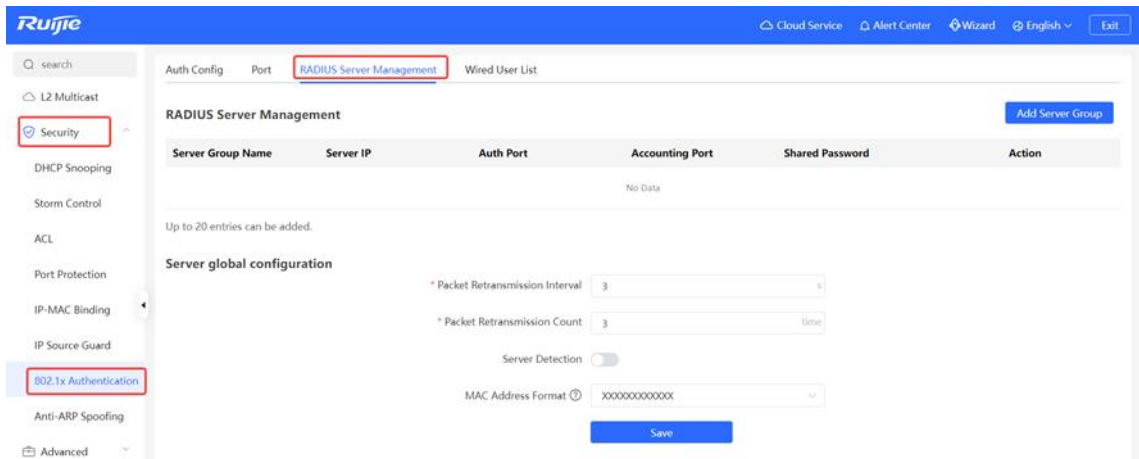 Ruijie
Cloud Service Alert Center Wizard English Exit
search
L2 Multicast
Security
DHCP Snooping
Storm Control
ACL
Port Protection
IP-MAC Binding
IP Source Guard
802.1x Authentication
Anti-ARP Spoofing
Advanced
Auth Config Port RADIUS Server Management Wired User List
RADIUS Server Management Add Server Group
Server Group Name Server IP Auth Port Accounting Port Shared Password Action
No Data
Up to 20 entries can be added.
Server global configuration
* Packet Retransmission Interval 3 s
* Packet Retransmission Count 3 time
Server Detection
MAC Address Format XXXXXXXXXXXX
Save